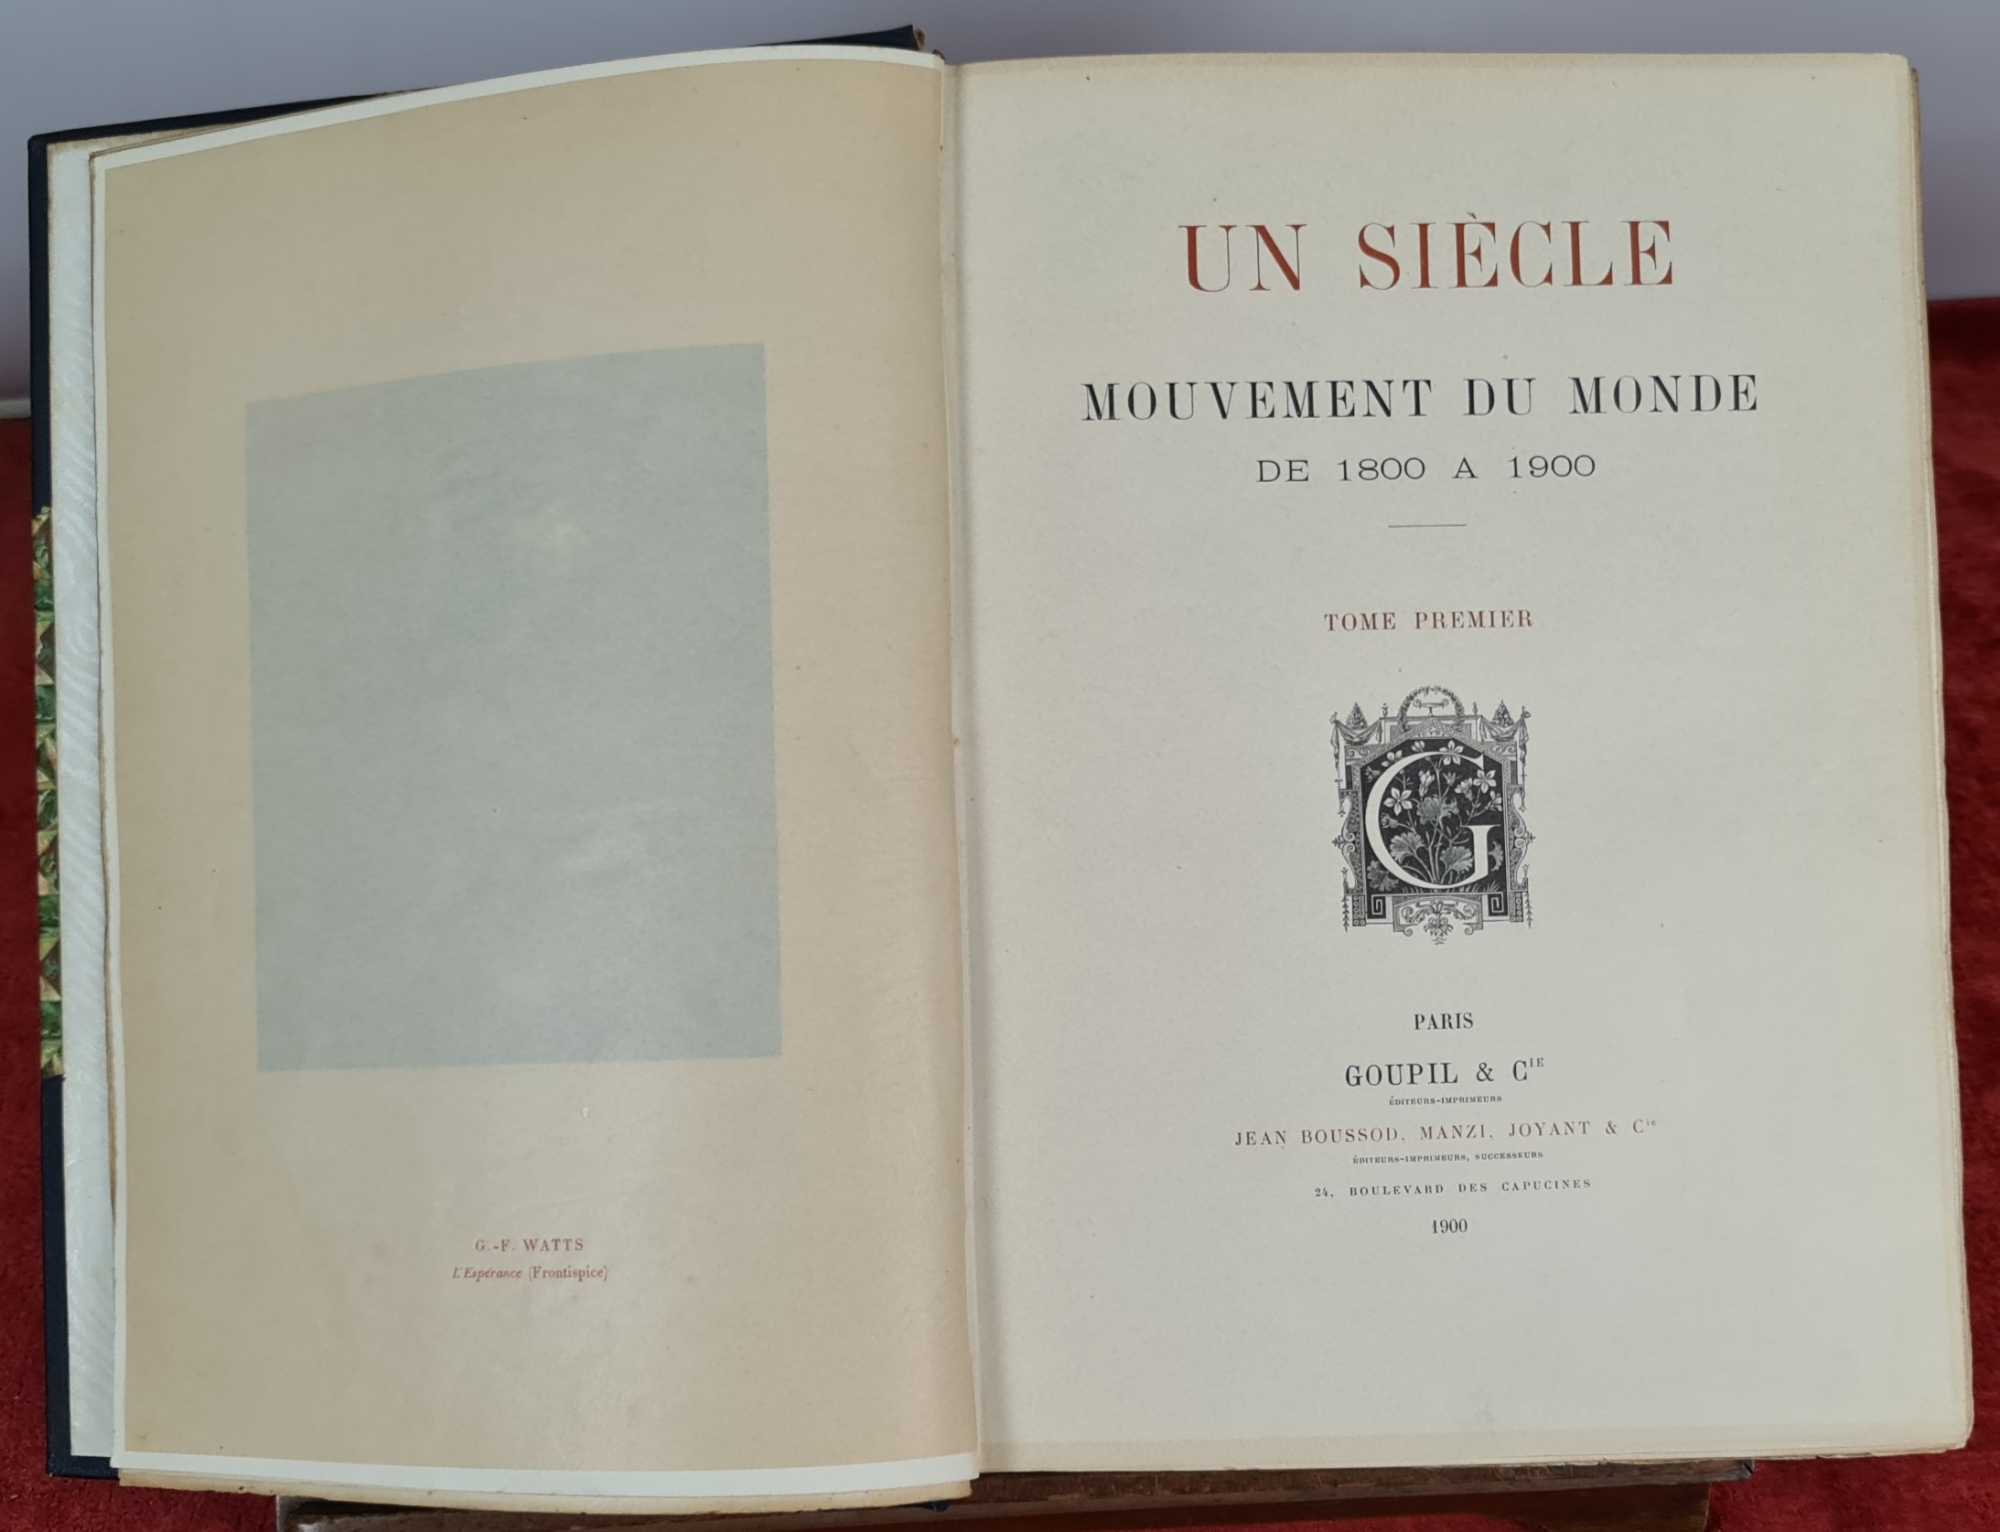 G.-F. WATTS
L'Espérance (Frontispice)
UN SIÈCLE
MOUVEMENT DU MONDE
DE 1800 A 1900
TOME PREMIER
G
PARIS
GOUPIL & CIE
ÉDITEURS-IMPRIMEURS
JEAN BOUSSOD, MANZI, JOYANT & Cie
ÉDITEURS-IMPRIMEURS, SUCCESSEURS
24, BOULEVARD DES CAPUCINES
1900